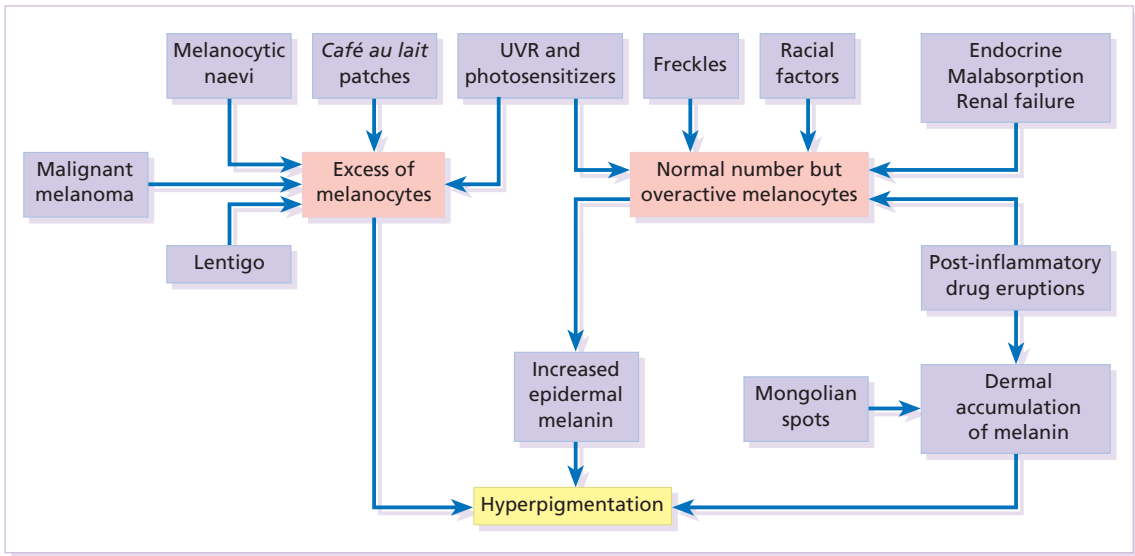 Melanocytic
naevi
Café au lait
patches
UVR and
photosensitizers
Freckles
Racial
factors
Endocrine
Malabsorption
Renal failure
Malignant
melanoma
Excess of
melanocytes
Normal number but
overactive melanocytes
Lentigo
Post-inflammatory
drug eruptions
Increased
epidermal
melanin
Mongolian
spots
Dermal
accumulation
of melanin
Hyperpigmentation